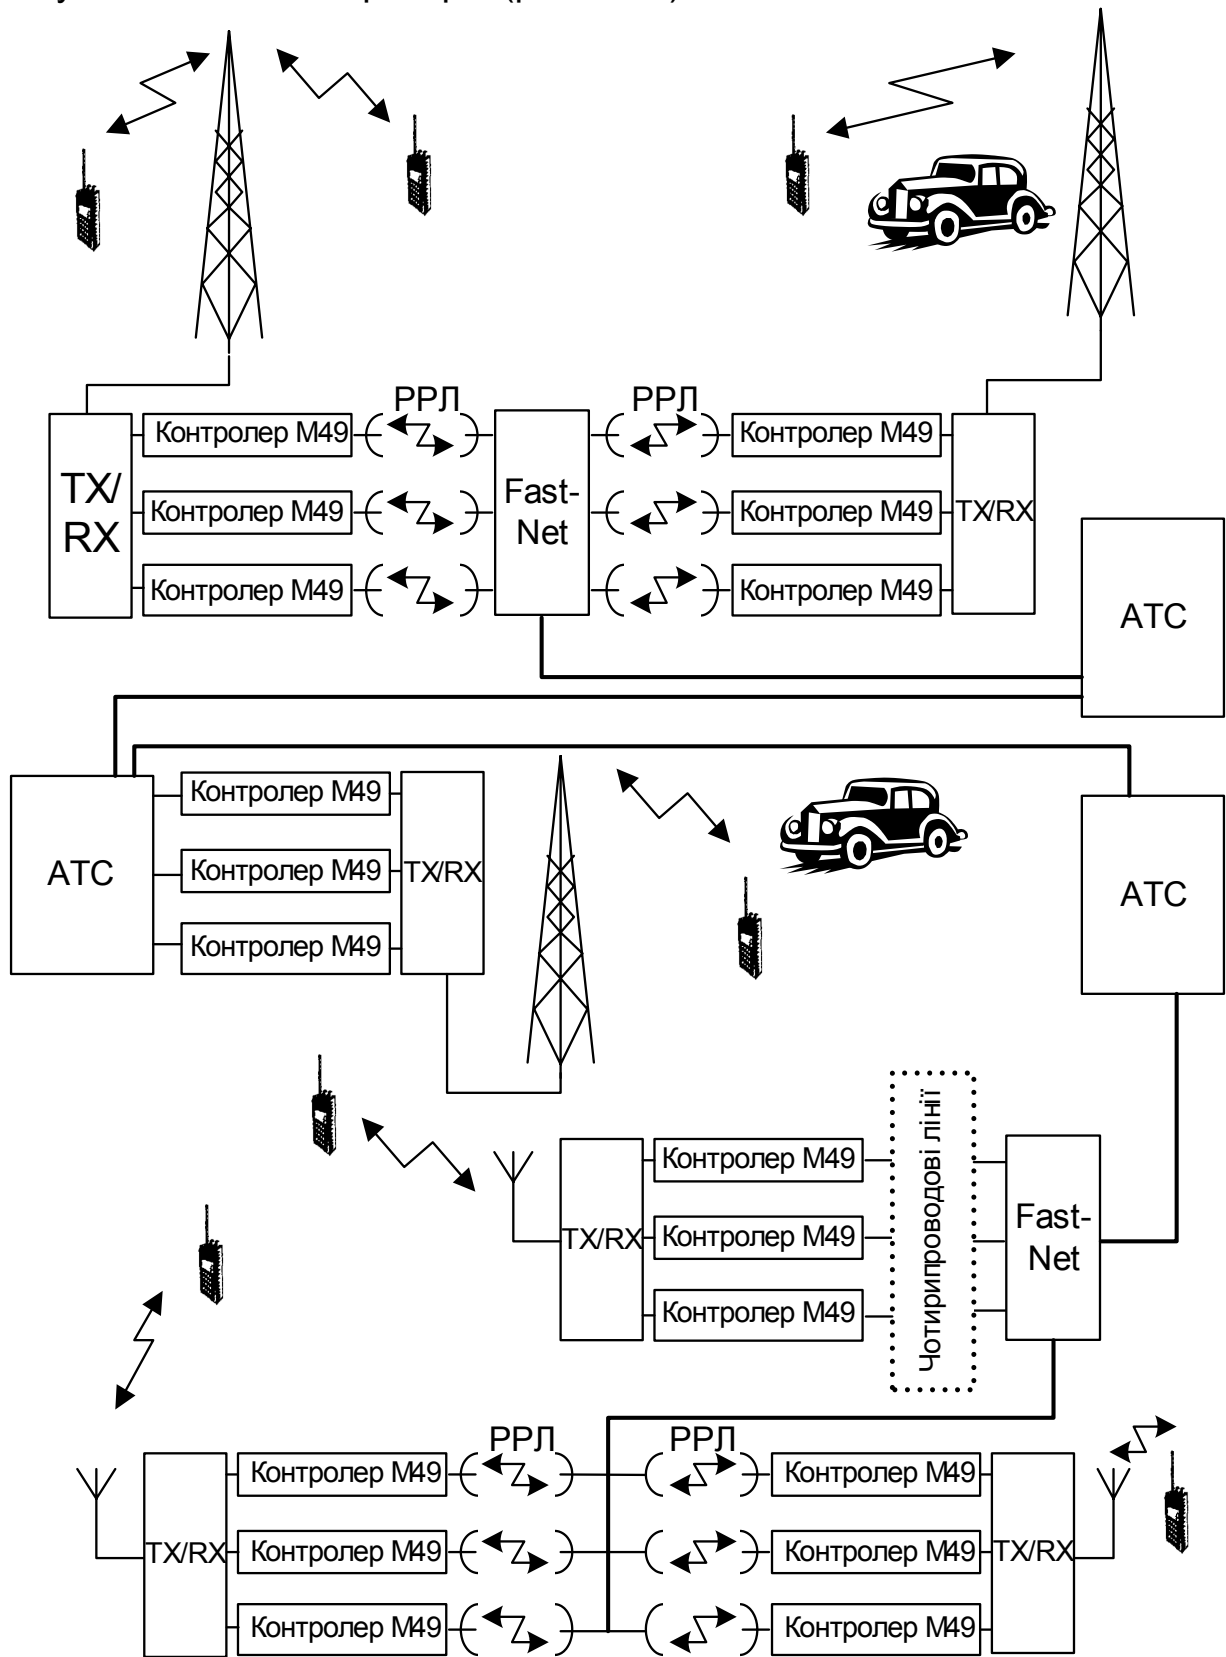 РРЛ РРЛ
Контролер М49 Контролер М49
TX/
RX
Fast-
Net
Контролер М49 Контролер М49 TX/RX
Контролер М49 Контролер М49
АТС
Контролер М49
АТС Контролер М49 TX/RX АТС
Контролер М49
Чотирипроводові лінії
Контролер М49
TX/RX Контролер М49
Контролер М49
Fast-
Net
РРЛ РРЛ
Контролер М49 Контролер М49
TX/RX Контролер М49 Контролер М49 TX/RX
Контролер М49 Контролер М49